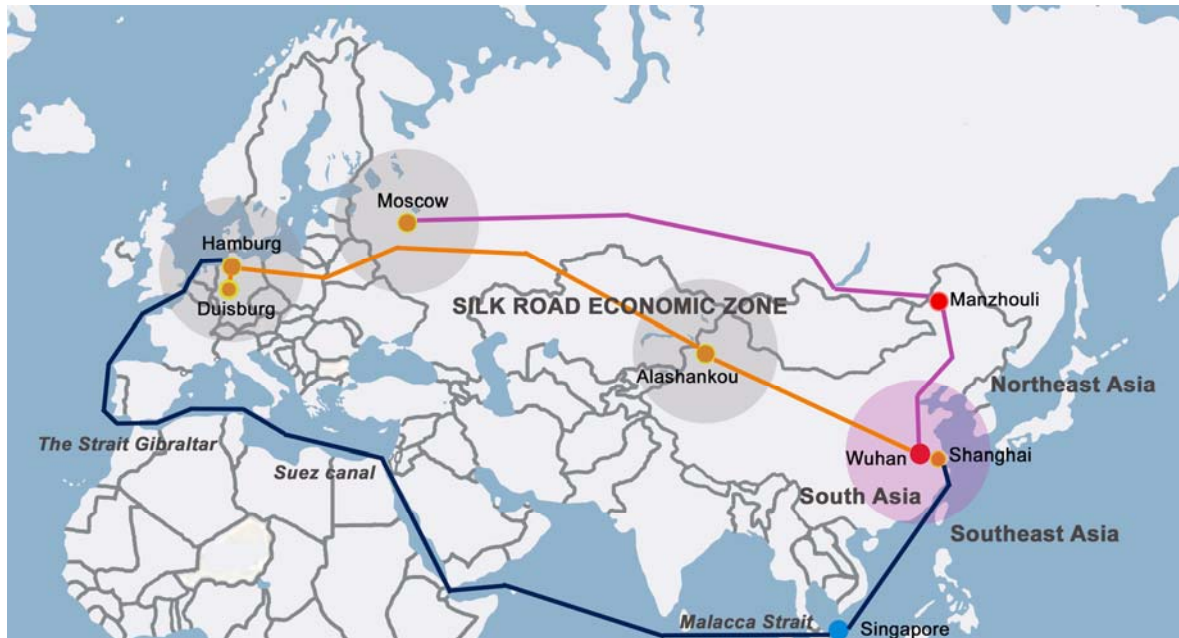 Moscow
Hamburg
Duisburg
SILK ROAD ECONOMIC ZONE
Manzhouli
Alashankou
Northeast Asia
The Strait Gibraltar
Suez canal
Wuhan
Shanghai
South Asia
Southeast Asia
Malacca Strait
Singapore